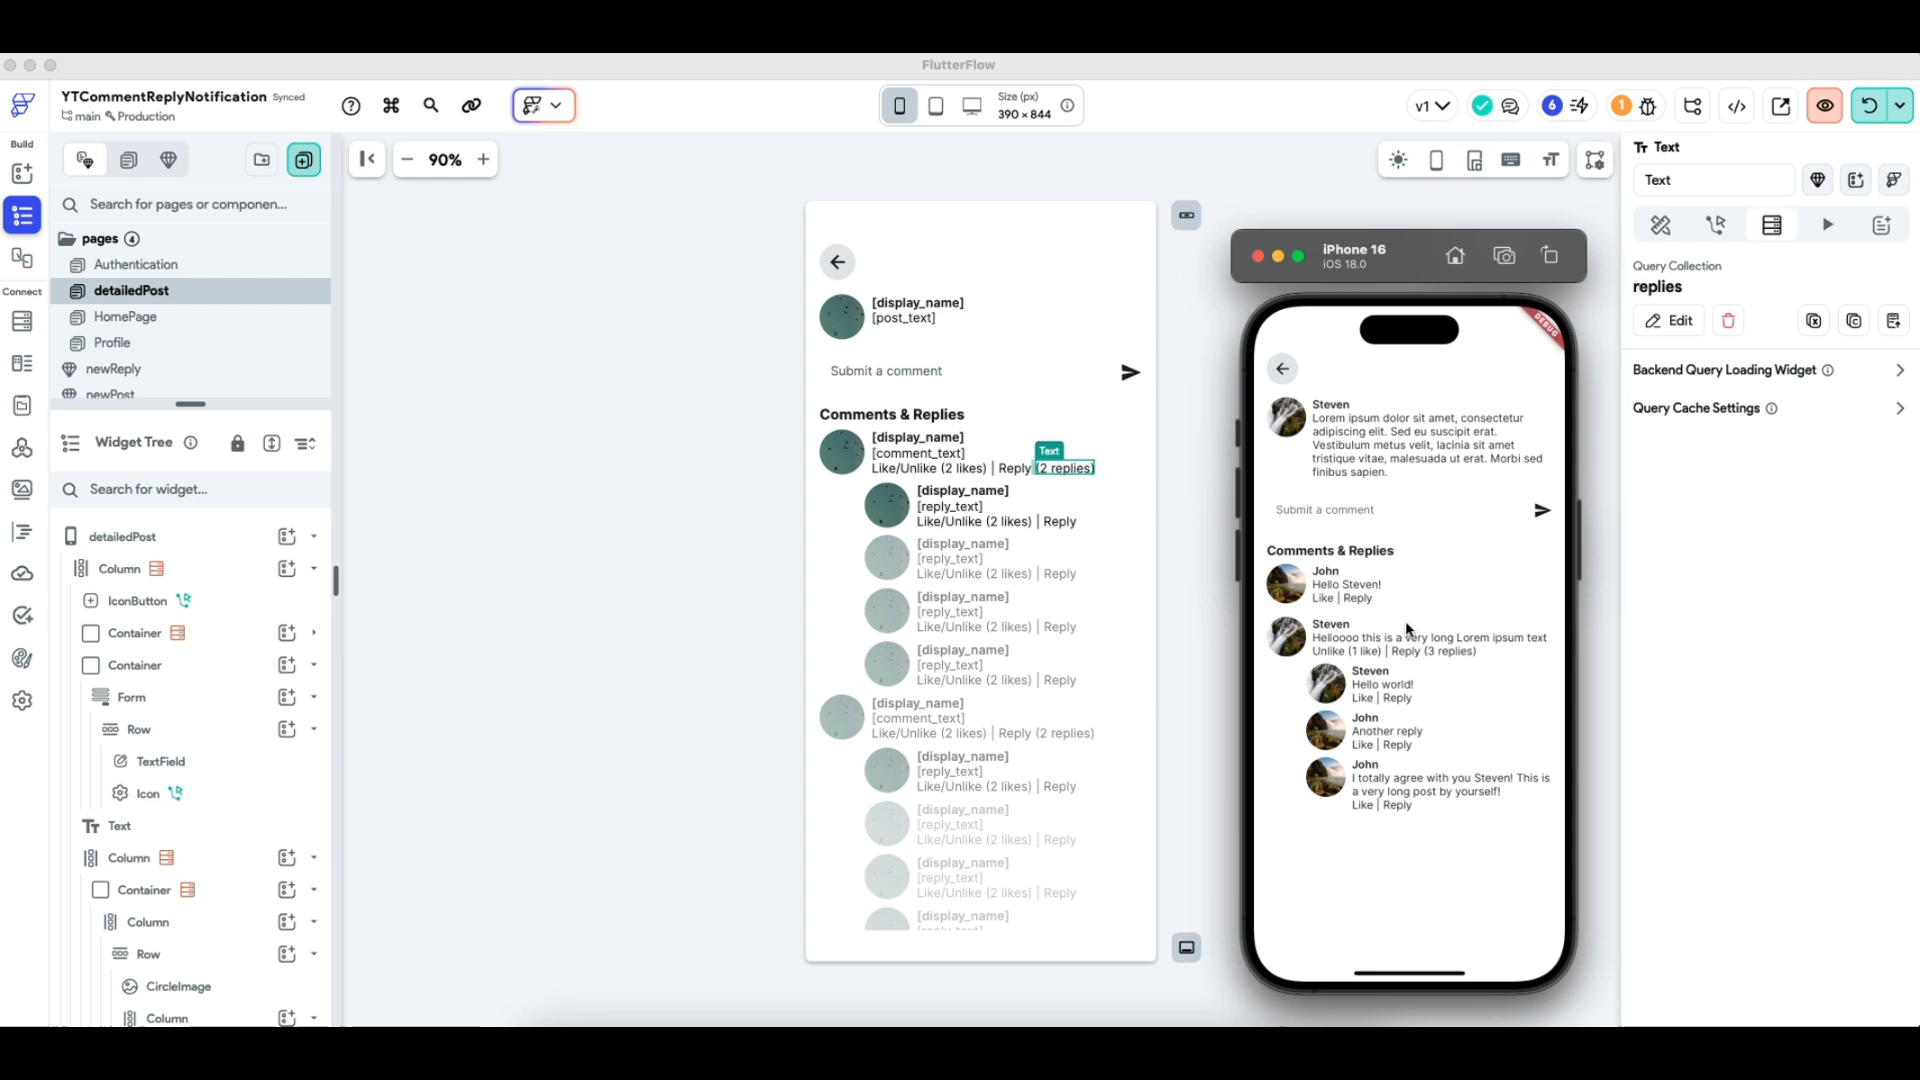 FlutterFlow
YTCommentReplyNotification Synced
main Production
Size (px)
390 × 844
v1
6
1
Build
90%
Search for pages or componen...
pages 4
Authentication
detailedPost
HomePage
Profile
newReply
newPost
Connect
Widget Tree
Search for widget...
detailedPost
Column
IconButton
Container
Container
Form
Row
TextField
Icon
Text
Column
Container
Column
Row
CircleImage
Column
[display_name]
[post_text]
Submit a comment
Comments & Replies
[display_name]
[comment_text]
Text
Like/Unlike (2 likes) | Reply (2 replies)
[display_name]
[reply_text]
Like/Unlike (2 likes) | Reply
[display_name]
[reply_text]
Like/Unlike (2 likes) | Reply
[display_name]
[reply_text]
Like/Unlike (2 likes) | Reply
[display_name]
[reply_text]
Like/Unlike (2 likes) | Reply
[display_name]
[comment_text]
Like/Unlike (2 likes) | Reply (2 replies)
[display_name]
[reply_text]
Like/Unlike (2 likes) | Reply
[display_name]
[reply_text]
Like/Unlike (2 likes) | Reply
[display_name]
[reply_text]
Like/Unlike (2 likes) | Reply
[display_name]
[reply_text]
iPhone 16
iOS 18.0
DEBUG
Steven
Lorem ipsum dolor sit amet, consectetur
adipiscing elit. Sed eu suscipit erat.
Vestibulum metus velit, lacinia sit amet
tristique vitae, malesuada ut erat. Morbi sed
finibus sapien.
Submit a comment
Comments & Replies
John
Hello Steven!
Like | Reply
Steven
Helloooo this is a very long Lorem ipsum text
Unlike (1 like) | Reply (3 replies)
Steven
Hello world!
Like | Reply
John
Another reply
Like | Reply
John
I totally agree with you Steven! This is
a very long post by yourself!
Like | Reply
Text
Text
Query Collection
replies
Edit
Backend Query Loading Widget
Query Cache Settings